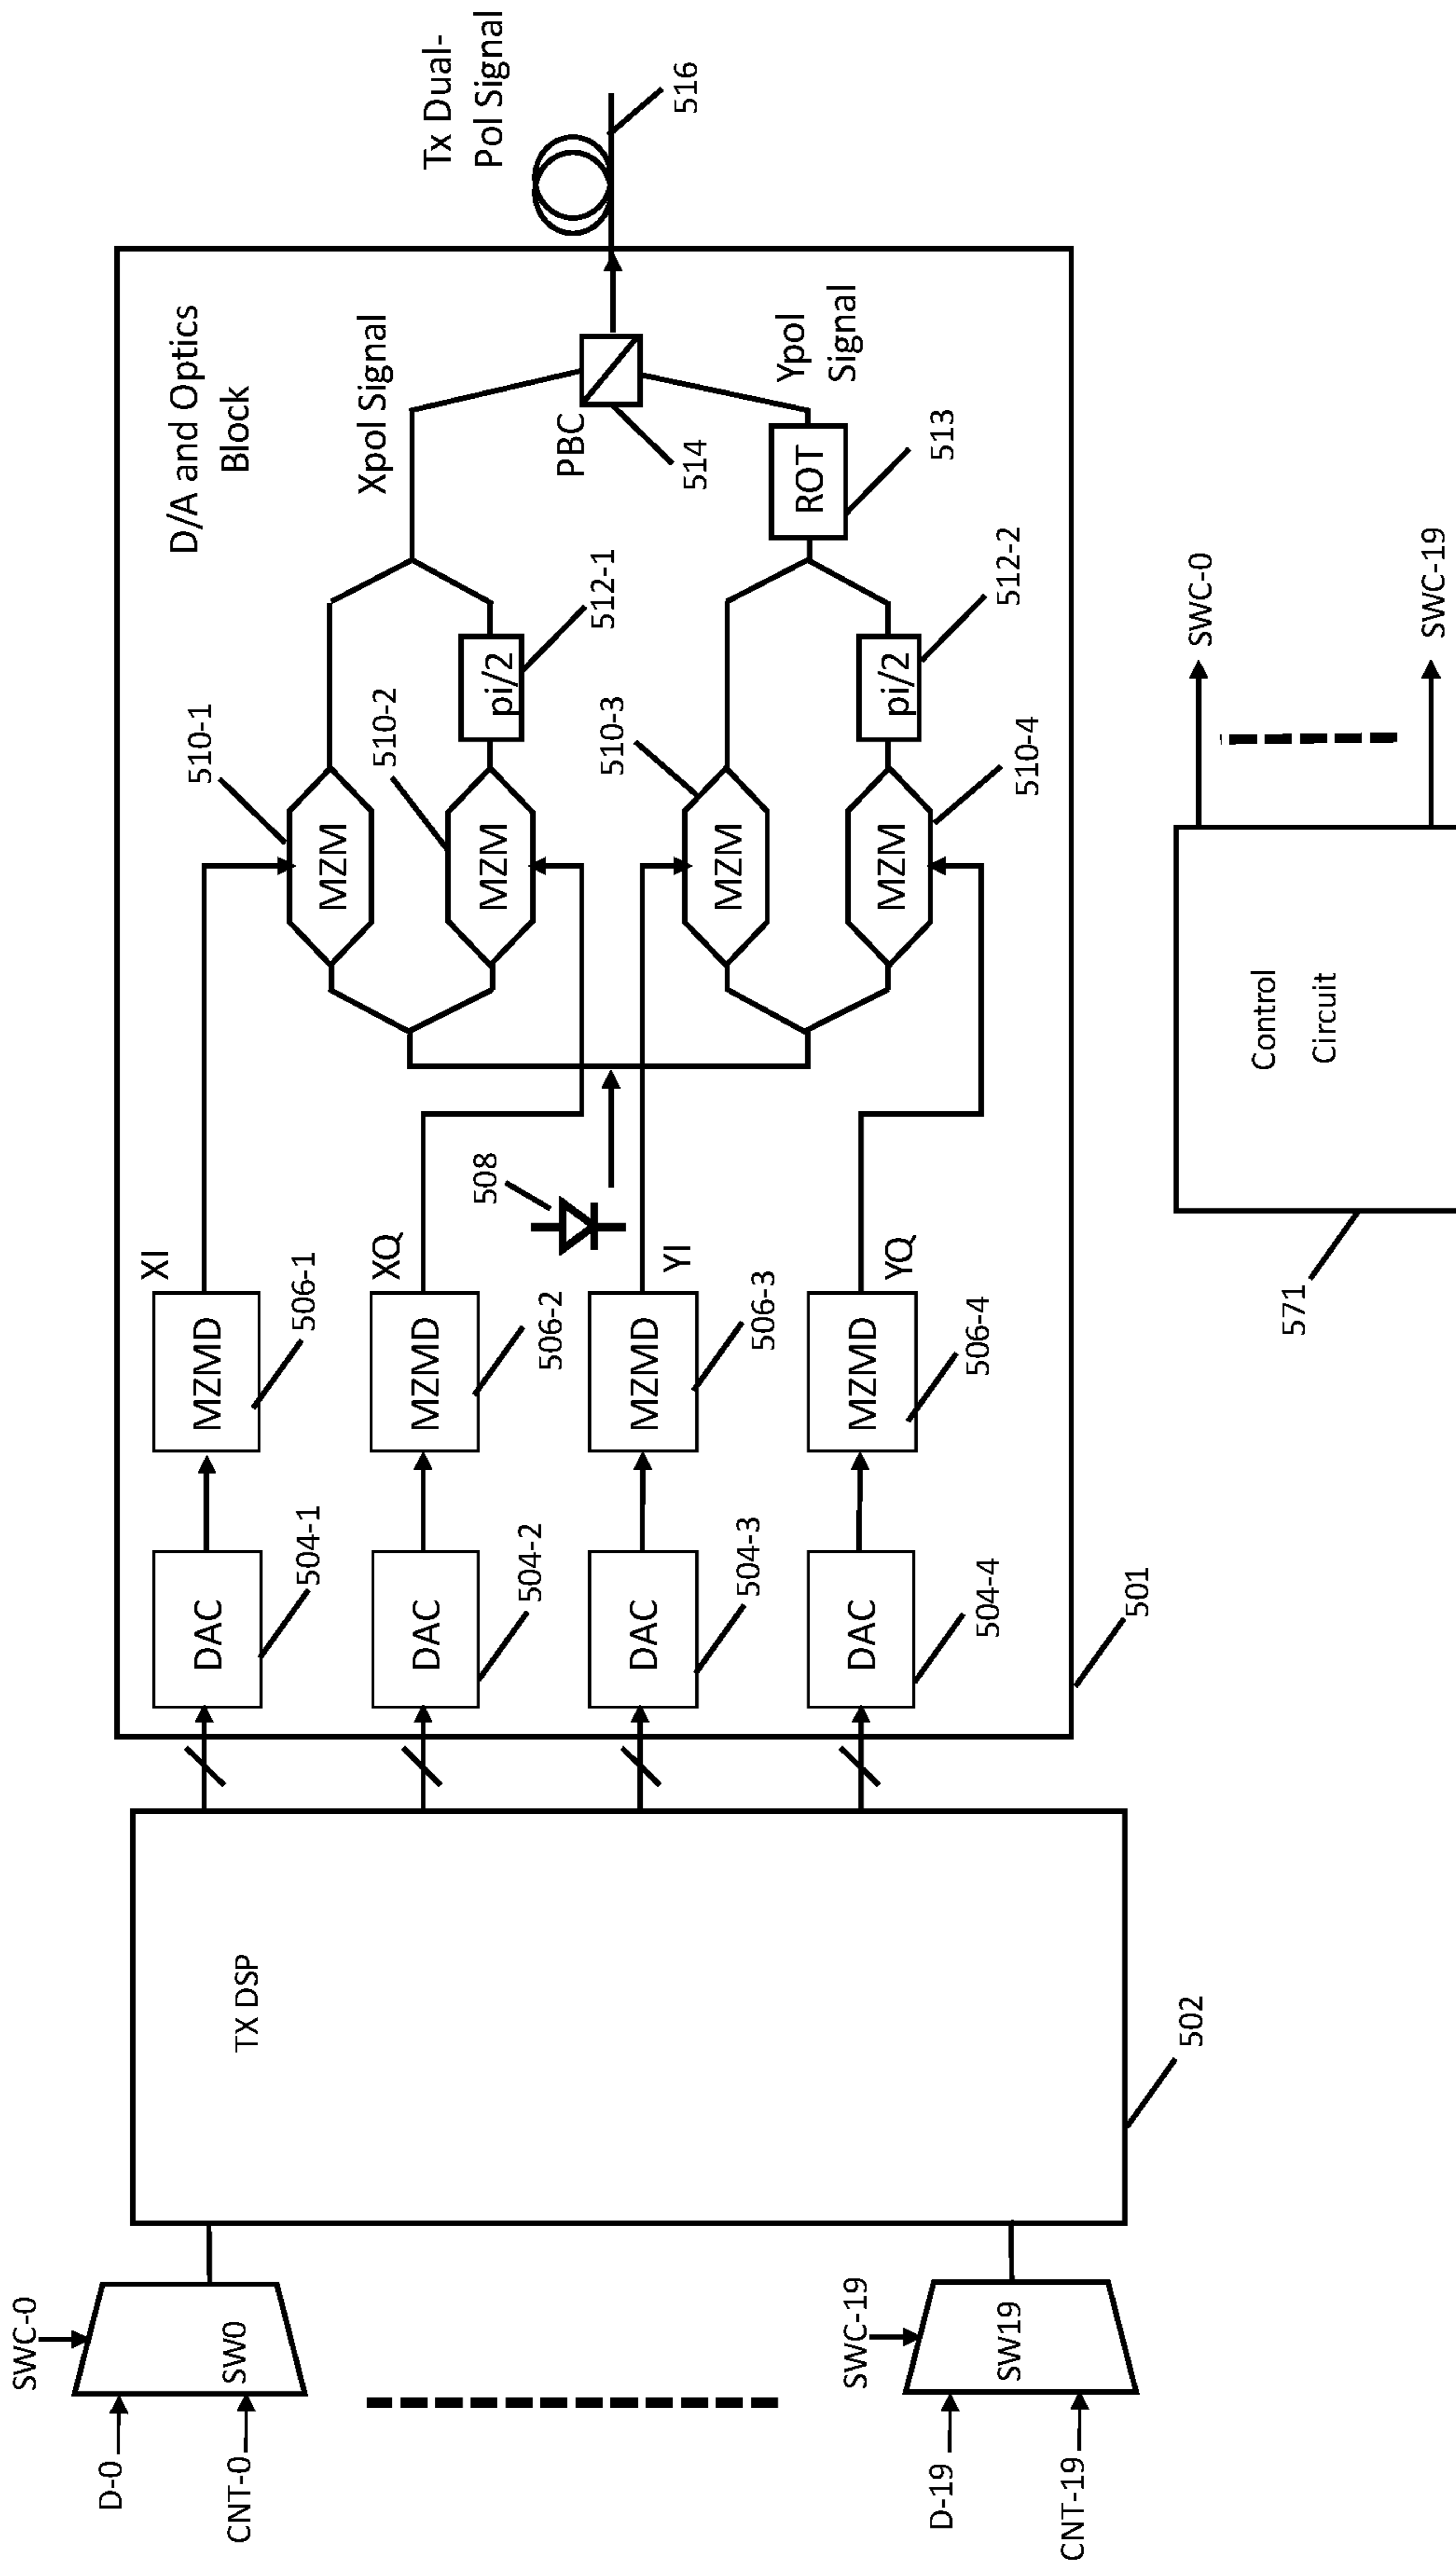 SWC-0
D-0
CNT-0
SW0
SWC-19
D-19
CNT-19
SW19
TX DSP
502
D/A and Optics
Block
501
DAC
504-1
MZMD
506-1
XI
DAC
504-2
MZMD
506-2
XQ
DAC
504-3
MZMD
506-3
YI
DAC
504-4
MZMD
506-4
YQ
508
MZM
510-1
MZM
510-2
pi/2
512-1
MZM
510-3
MZM
510-4
pi/2
512-2
Xpol Signal
ROT
513
Ypol
Signal
PBC
514
Tx Dual-
Pol Signal
516
Control
Circuit
571
SWC-0
SWC-19